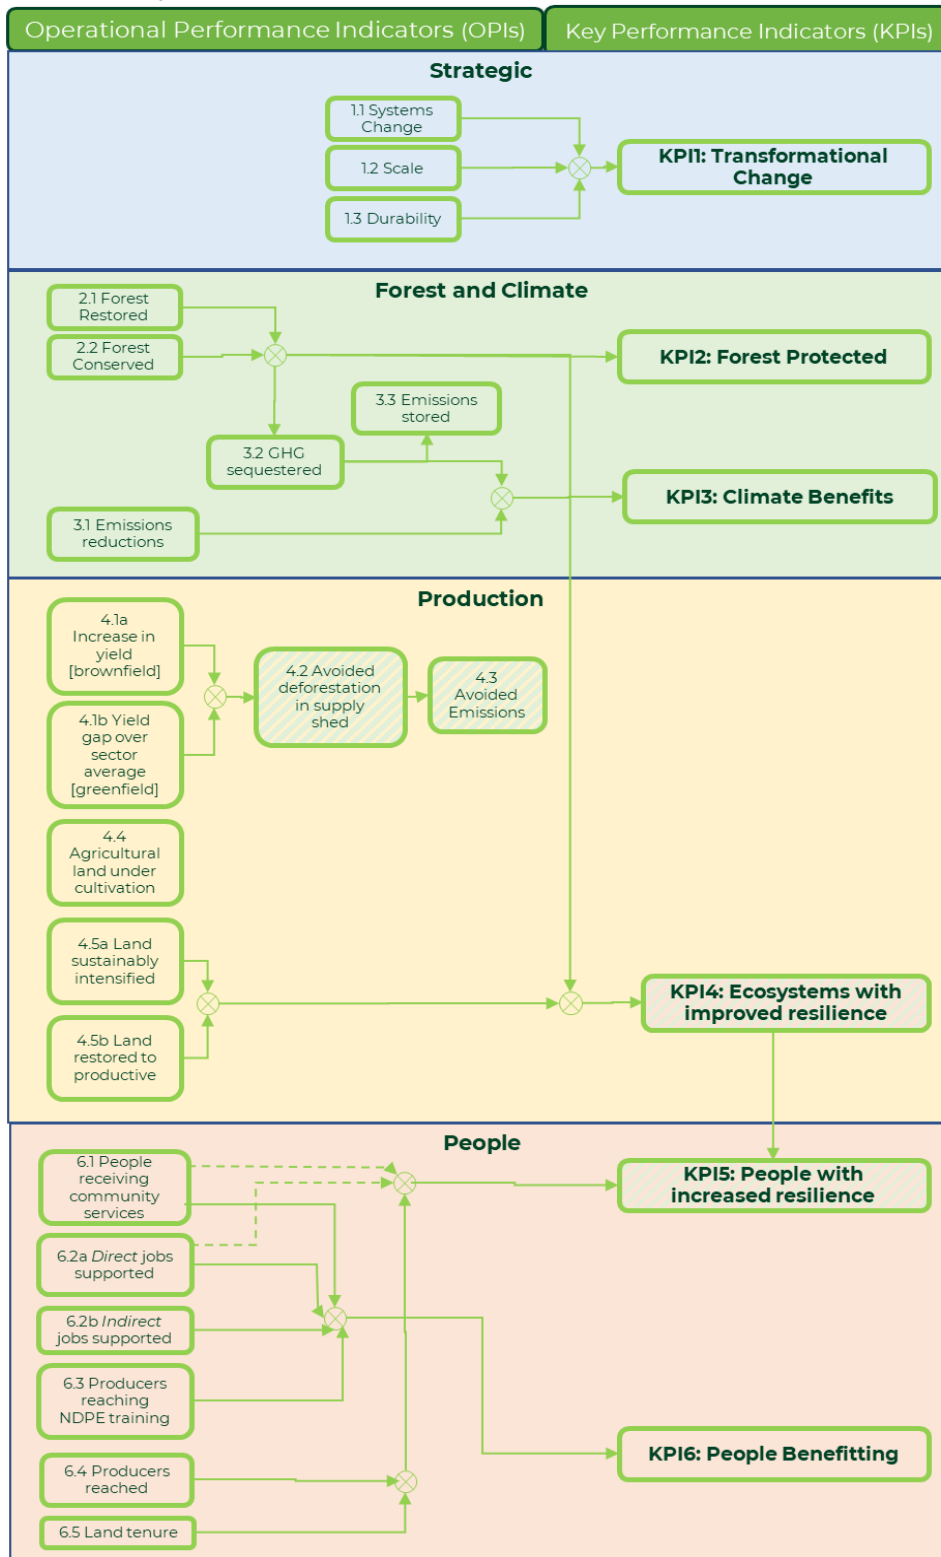 Operational Performance Indicators (OPIs)
Key Performance Indicators (KPIs)
Strategic
1.1 Systems
Change
1.2 Scale
1.3 Durability
KPI1: Transformational
Change
Forest and Climate
2.1 Forest
Restored
2.2 Forest
Conserved
KPI2: Forest Protected
3.3 Emissions
stored
3.2 GHG
sequestered
KPI3: Climate Benefits
3.1 Emissions
reductions
Production
4.1a
Increase in
yield
[brownfield]
4.2 Avoided
deforestation
in supply
shed
4.3
Avoided
Emissions
4.1b Yield
gap over
sector
average
[greenfield]
4.4
Agricultural
land under
cultivation
4.5a Land
sustainably
intensified
KPI4: Ecosystems with
improved resilience
4.5b Land
restored to
productive
People
6.1 People
receiving
community
services
KPI5: People with
increased resilience
6.2a Direct jobs
supported
6.2b Indirect
jobs supported
6.3 Producers
reaching
NDPE training
KPI6: People Benefitting
6.4 Producers
reached
6.5 Land tenure